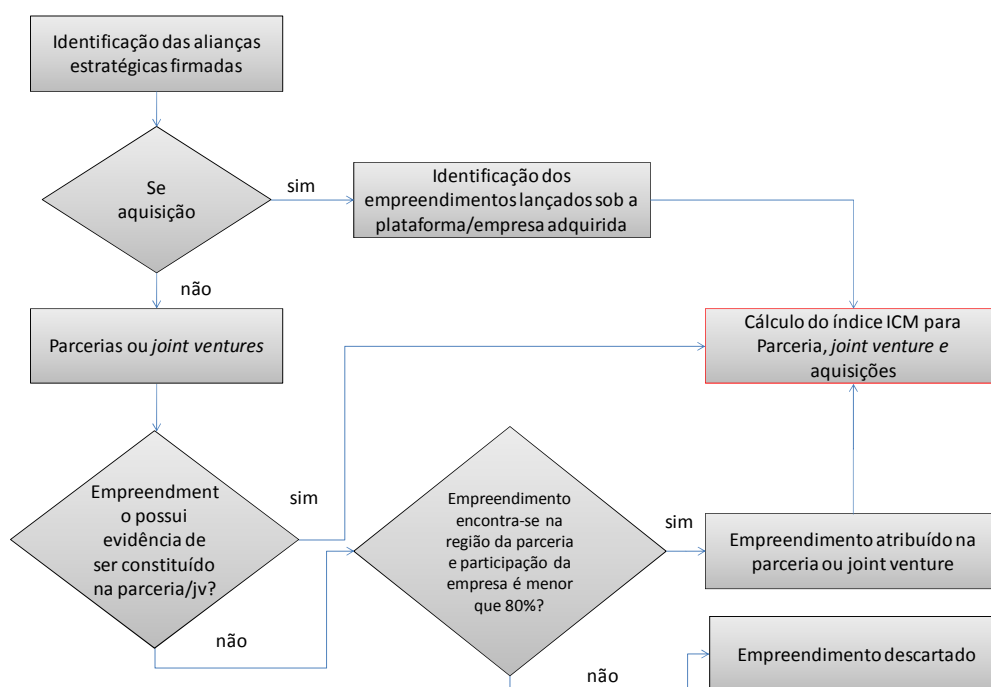 Identificação das alianças
estratégicas firmadas
Se
aquisição
sim
Identificação dos
empreendimentos lançados sob a
plataforma/empresa adquirida
não
Parcerias ou joint ventures
Cálculo do índice ICM para
Parceria, joint venture e
aquisições
Empreendment
o possui
evidência de
ser constituído
na parceria/jv?
sim
não
Empreendimento
encontra-se na
região da parceria
e participação da
empresa é menor
que 80%?
sim
Empreendimento atribuído na
parceria ou joint venture
não
Empreendimento descartado